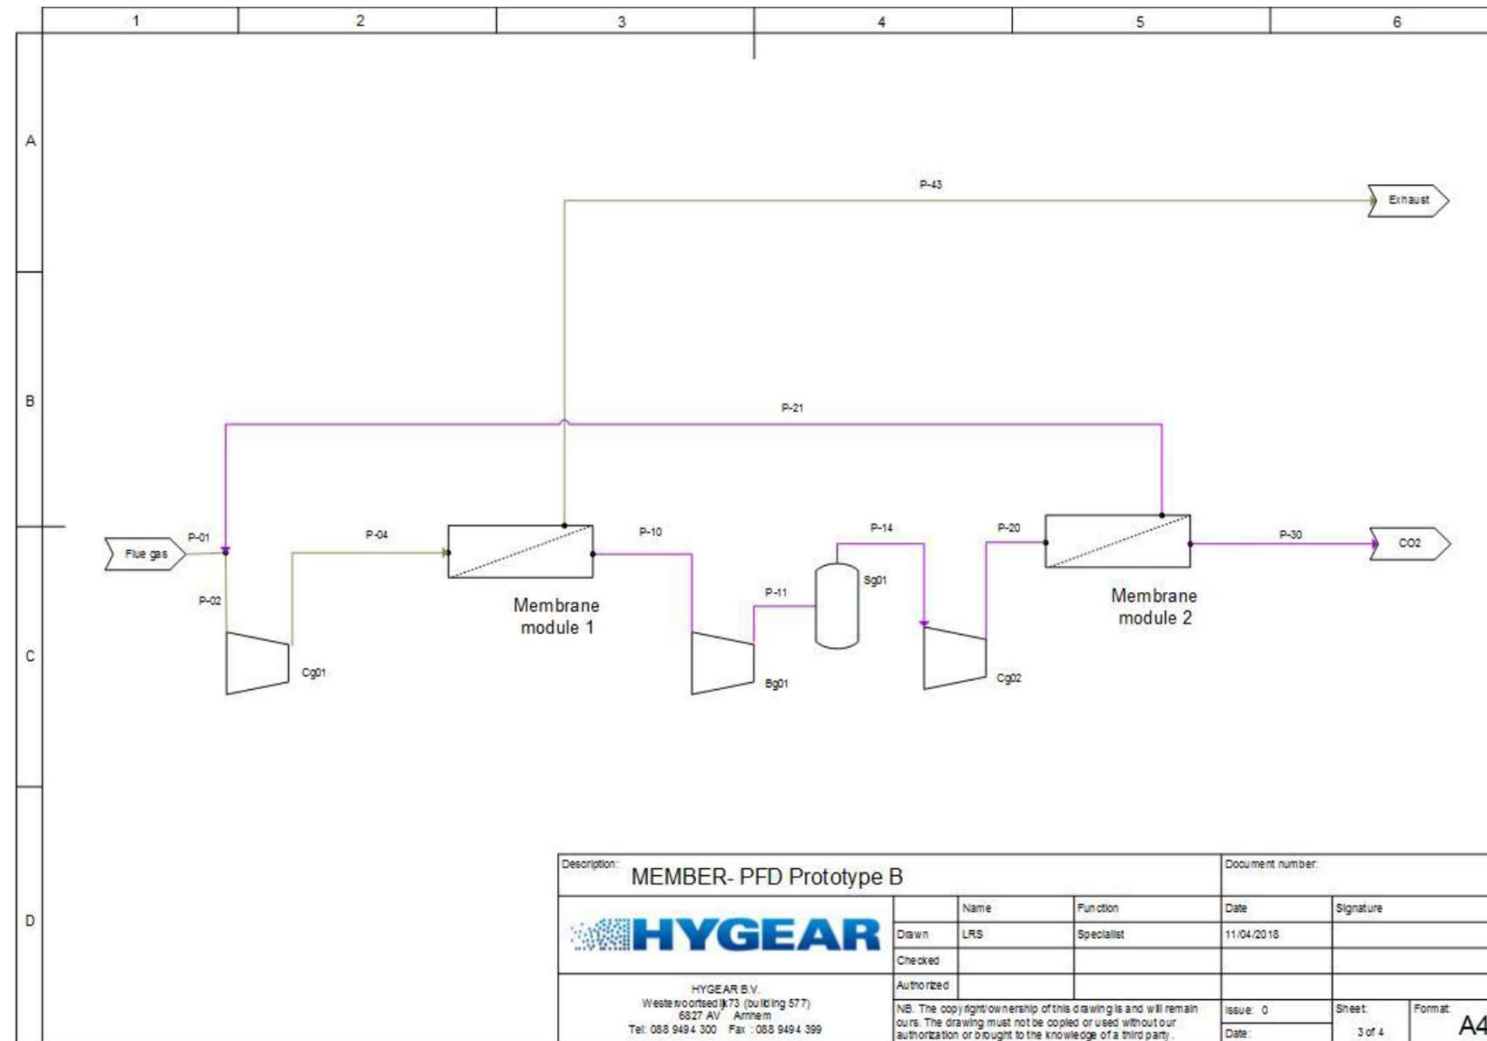 1 2 3 4 5 6
A
P-43
Exhaust
B
P-21
P-01
Flue gas
P-04
P-10
P-14
P-20
P-30
CO2
P-02
Cg01
Membrane
module 1
Bg01
P-11
Sg01
Cg02
Membrane
module 2
C
D
Description:
MEMBER- PFD Prototype B
Document number:
HYGEAR
Name Function Date Signature
Drawn LRS Specialist 11/04/2018
Checked
Authorized
HYGEAR B.V.
Westervoortsedijk73 (building 577)
6827 AV Arnhem
Tel: 088 9494 300 Fax : 088 9494 399
NB. The copyright/ownership of this drawing is and will remain
ours. The drawing must not be copied or used without our
authorization or brought to the knowledge of a third party.
Issue: 0
Date:
Sheet:
3 of 4
Format:
A4